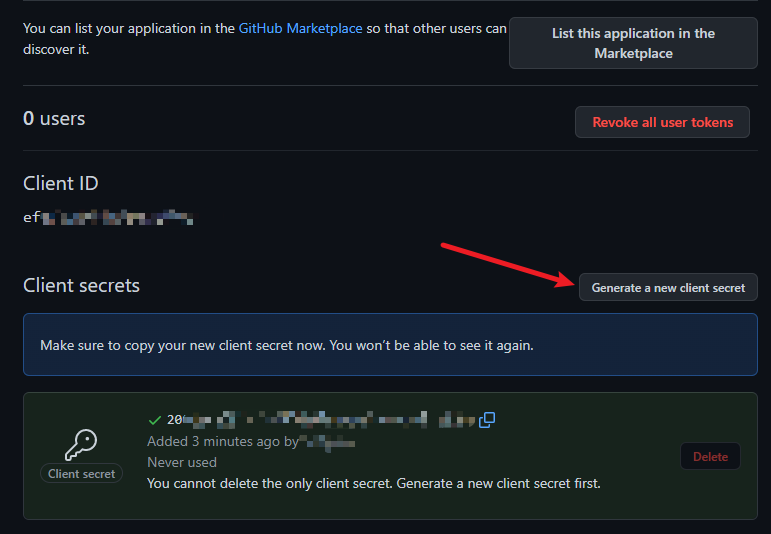 You can list your application in the GitHub Marketplace so that other users can
discover it.
List this application in the
Marketplace
0 users
Revoke all user tokens
Client ID
ef
Client secrets
Generate a new client secret
Make sure to copy your new client secret now. You won’t be able to see it again.
20
Added 3 minutes ago by
Never used
You cannot delete the only client secret. Generate a new client secret first.
Client secret
Delete